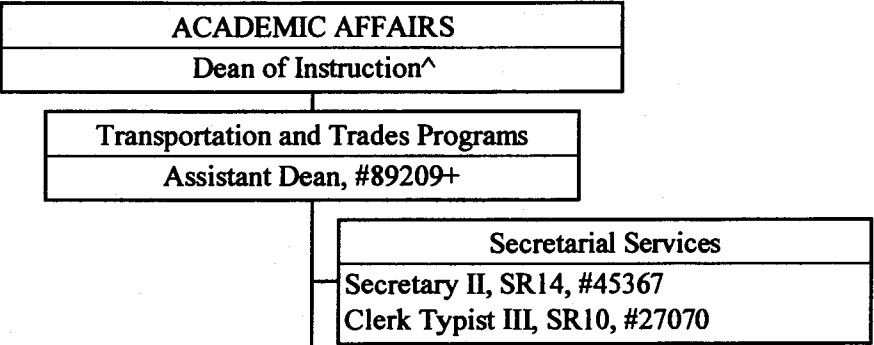 ACADEMIC AFFAIRS
Dean of Instruction^
Transportation and Trades Programs
Assistant Dean, #89209+
Secretarial Services
Secretary II, SR14, #45367
Clerk Typist III, SR10, #27070